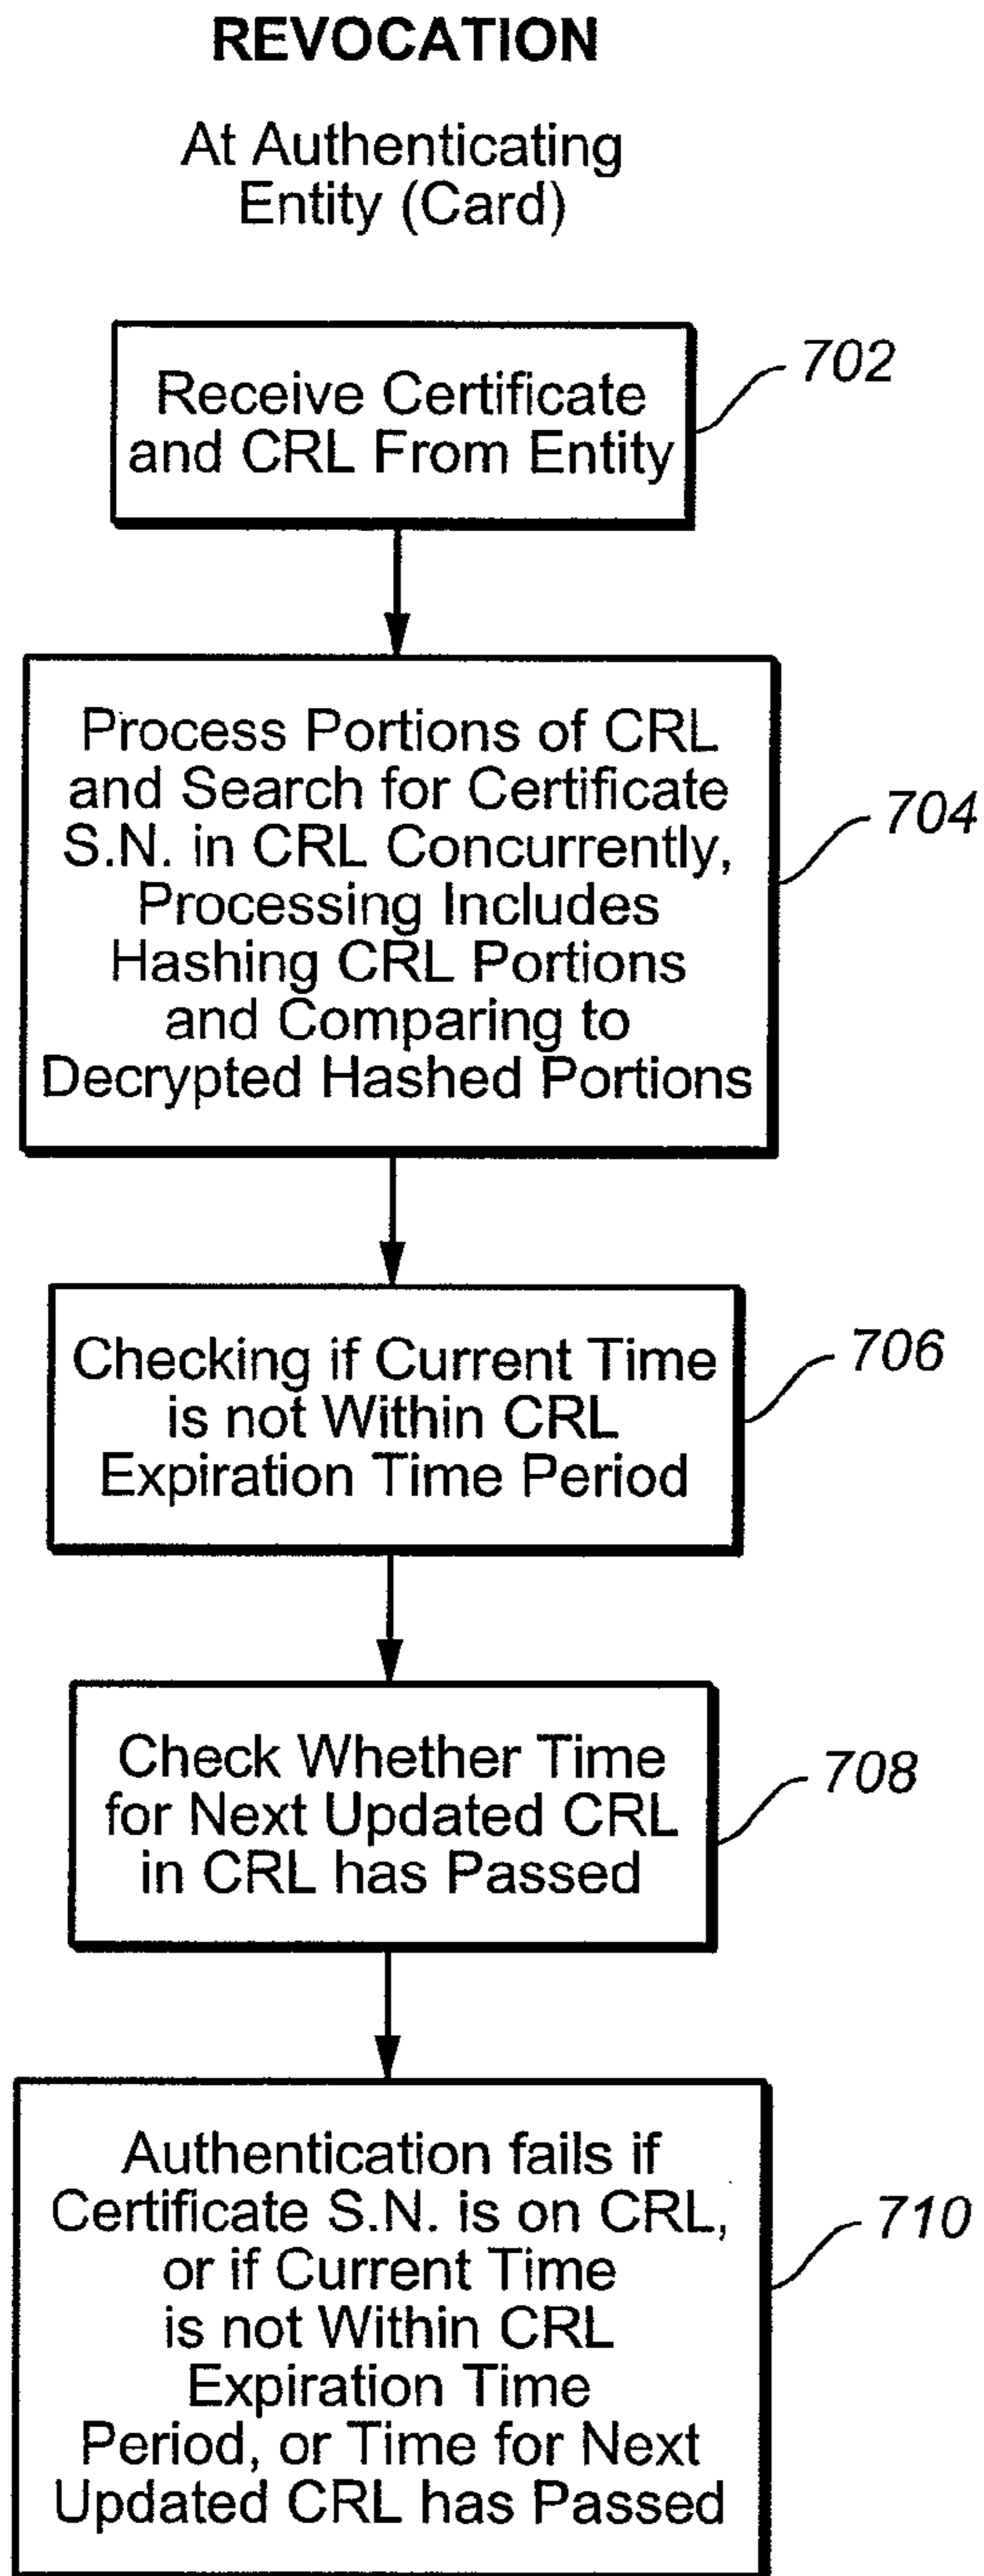 REVOCATION
At Authenticating
Entity (Card)
Receive Certificate
and CRL From Entity
702
Process Portions of CRL
and Search for Certificate
S.N. in CRL Concurrently,
Processing Includes
Hashing CRL Portions
and Comparing to
Decrypted Hashed Portions
704
Checking if Current Time
is not Within CRL
Expiration Time Period
706
Check Whether Time
for Next Updated CRL
in CRL has Passed
708
Authentication fails if
Certificate S.N. is on CRL,
or if Current Time
is not Within CRL
Expiration Time
Period, or Time for Next
Updated CRL has Passed
710